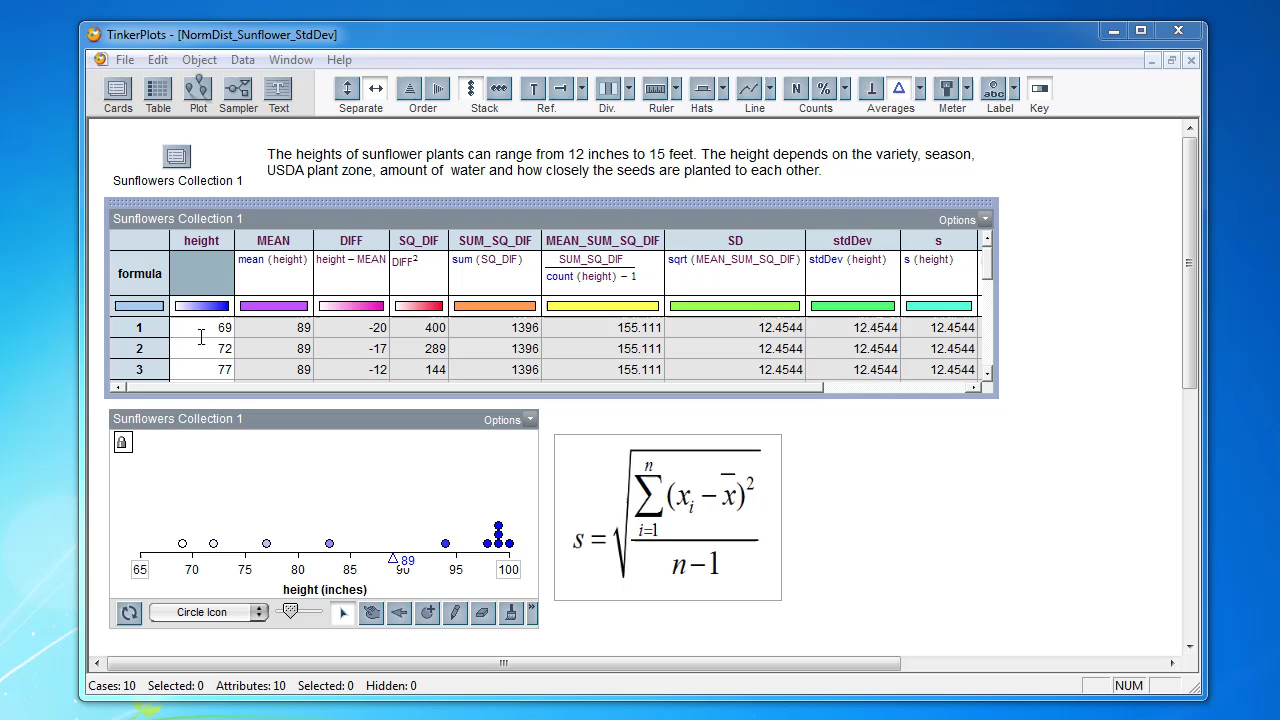 TinkerPlots - [NormDist_Sunflower_StdDev]
File Edit Object Data Window Help
Cards Table Plot Sampler Text Separate Order Stack Ref. Div. Ruler Hats Line Counts Averages Meter Label Key
The heights of sunflower plants can range from 12 inches to 15 feet. The height depends on the variety, season,
USDA plant zone, amount of water and how closely the seeds are planted to each other.
Sunflowers Collection 1
Sunflowers Collection 1 Options
height MEAN DIFF SQ_DIF SUM_SQ_DIF MEAN_SUM_SQ_DIF SD stdDev s
formula mean (height) height − MEAN DIFF² sum (SQ_DIF) SUM_SQ_DIF / count (height) − 1 sqrt (MEAN_SUM_SQ_DIF) stdDev (height) s (height)
1 69 89 -20 400 1396 155.111 12.4544 12.4544 12.4544
2 72 89 -17 289 1396 155.111 12.4544 12.4544 12.4544
3 77 89 -12 144 1396 155.111 12.4544 12.4544 12.4544
Sunflowers Collection 1 Options
89
65 70 75 80 85 90 95 100
height (inches)
Circle Icon
s = √(∑ⁿᵢ₌₁ (xᵢ − x̅)² / n−1)
Cases: 10 Selected: 0 Attributes: 10 Selected: 0 Hidden: 0 NUM